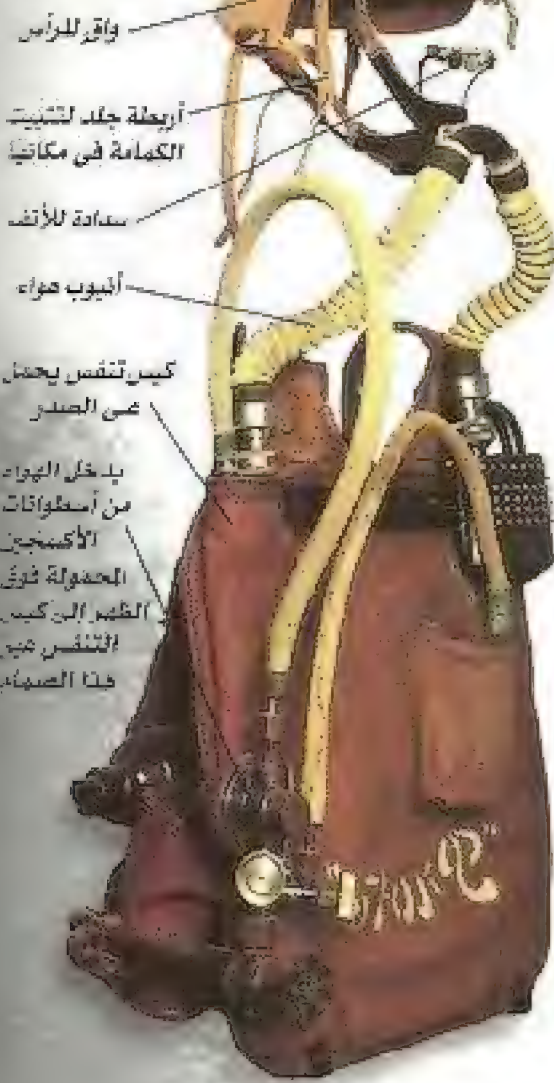 واق للرأس
أربطة جلد لتثبيت
الكمامة في مكانها
سدادة للأنف
أنبوب هواء
كيس تنفس يحمل
على الصدر
يدخل الهواء
من أسطوانات
الأكسجين
المحمولة فوق
الظهر إلى كيس
التنفس عبر
هذا الصمام
"Proto"